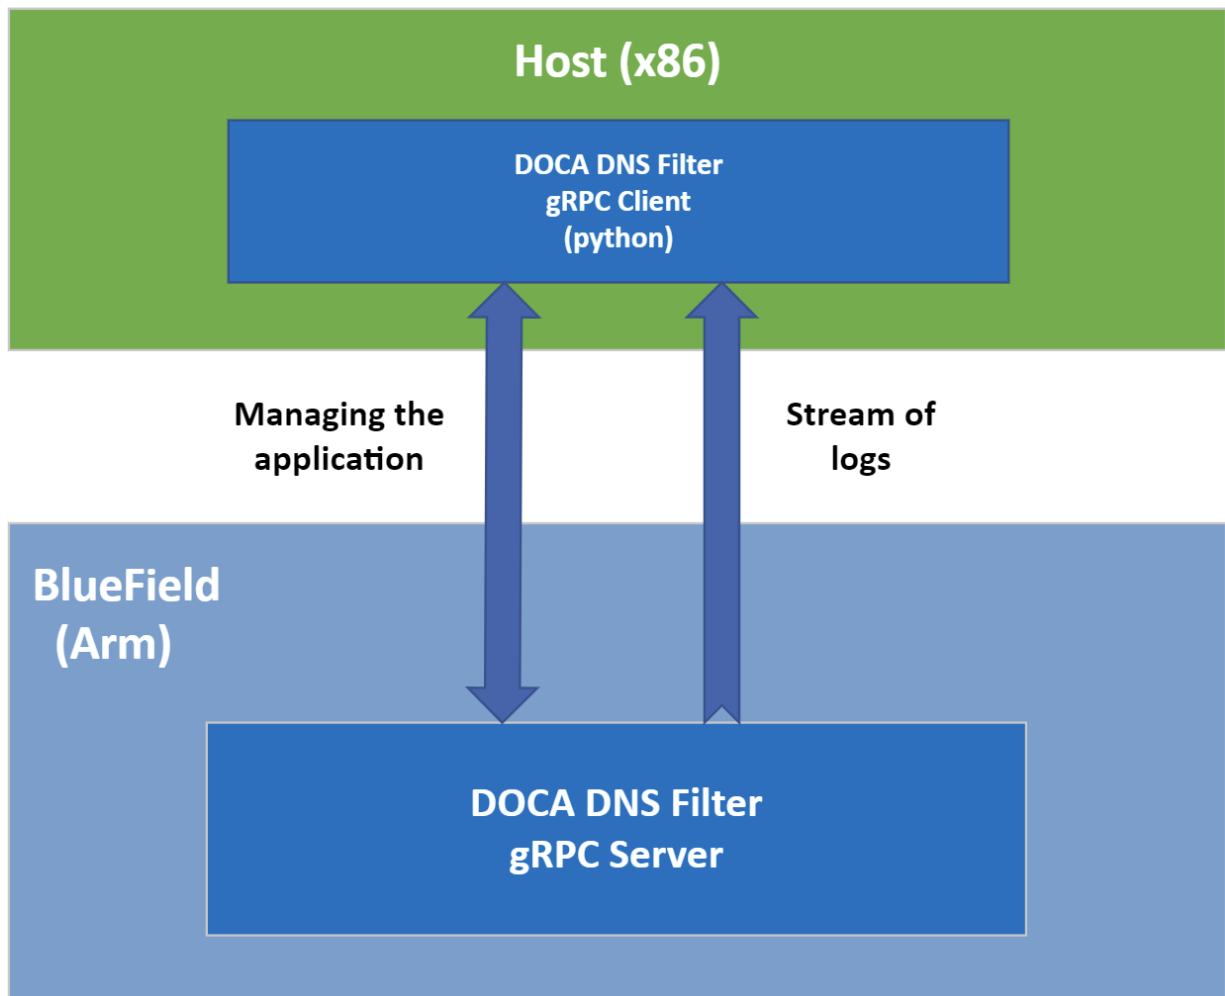 Host (x86)
DOCA DNS Filter
gRPC Client
(python)
Managing the
application
Stream of
logs
BlueField
(Arm)
DOCA DNS Filter
gRPC Server